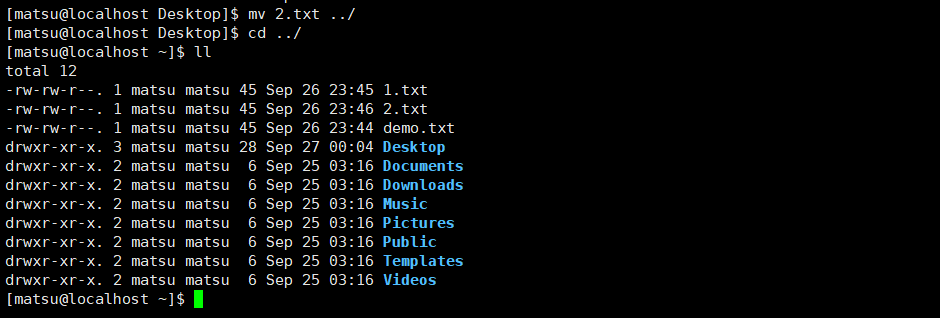 [matsu@localhost Desktop]$ mv 2.txt ../
[matsu@localhost Desktop]$ cd ../
[matsu@localhost ~]$ ll
total 12
-rw-rw-r--. 1 matsu matsu 45 Sep 26 23:45 1.txt
-rw-rw-r--. 1 matsu matsu 45 Sep 26 23:46 2.txt
-rw-rw-r--. 1 matsu matsu 45 Sep 26 23:44 demo.txt
drwxr-xr-x. 3 matsu matsu 28 Sep 27 00:04 Desktop
drwxr-xr-x. 2 matsu matsu  6 Sep 25 03:16 Documents
drwxr-xr-x. 2 matsu matsu  6 Sep 25 03:16 Downloads
drwxr-xr-x. 2 matsu matsu  6 Sep 25 03:16 Music
drwxr-xr-x. 2 matsu matsu  6 Sep 25 03:16 Pictures
drwxr-xr-x. 2 matsu matsu  6 Sep 25 03:16 Public
drwxr-xr-x. 2 matsu matsu  6 Sep 25 03:16 Templates
drwxr-xr-x. 2 matsu matsu  6 Sep 25 03:16 Videos
[matsu@localhost ~]$